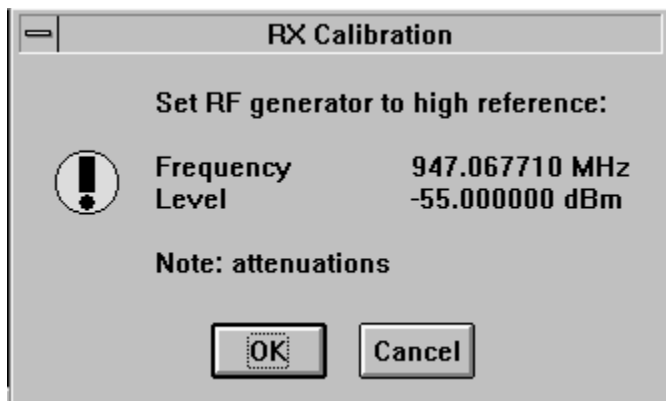 RX Calibration
Set RF generator to high reference:
Frequency 947.067710 MHz
Level -55.000000 dBm
Note: attenuations
OK Cancel